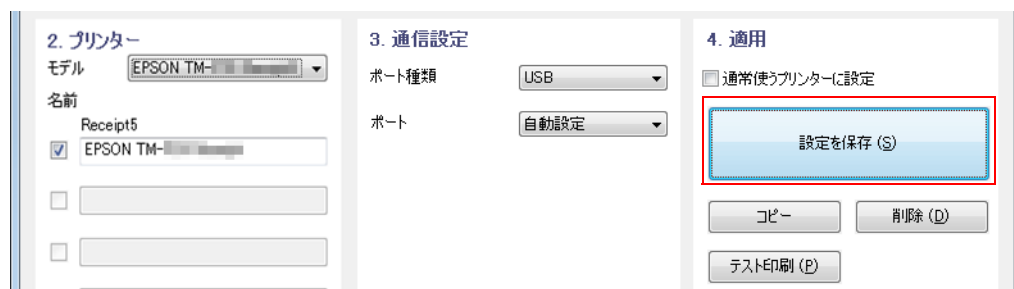 2. プリンター
モデル
EPSON TM-
名前
Receipt5
EPSON TM-
3. 通信設定
ポート種類
USB
ポート
自動設定
4. 適用
通常使うプリンターに設定
設定を保存 (S)
コピー
削除 (D)
テスト印刷 (P)